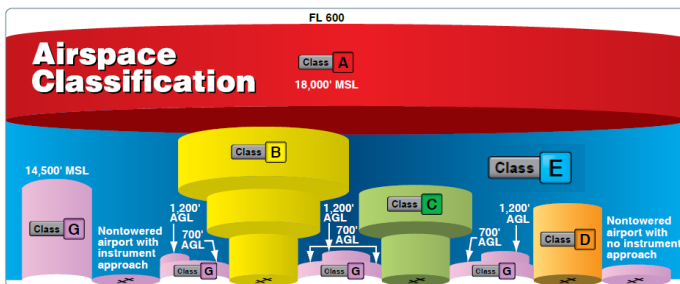 FL 600
Airspace
Classification
Class A
18,000' MSL
Class B
Class E
14,500' MSL
Class G
Nontowered
airport with
instrument
approach
1,200'
AGL
700'
AGL
Class G
1,200'
AGL
700'
AGL
Class G
Class C
700'
AGL
1,200'
AGL
Class G
Class D
Nontowered
airport with
no instrument
approach